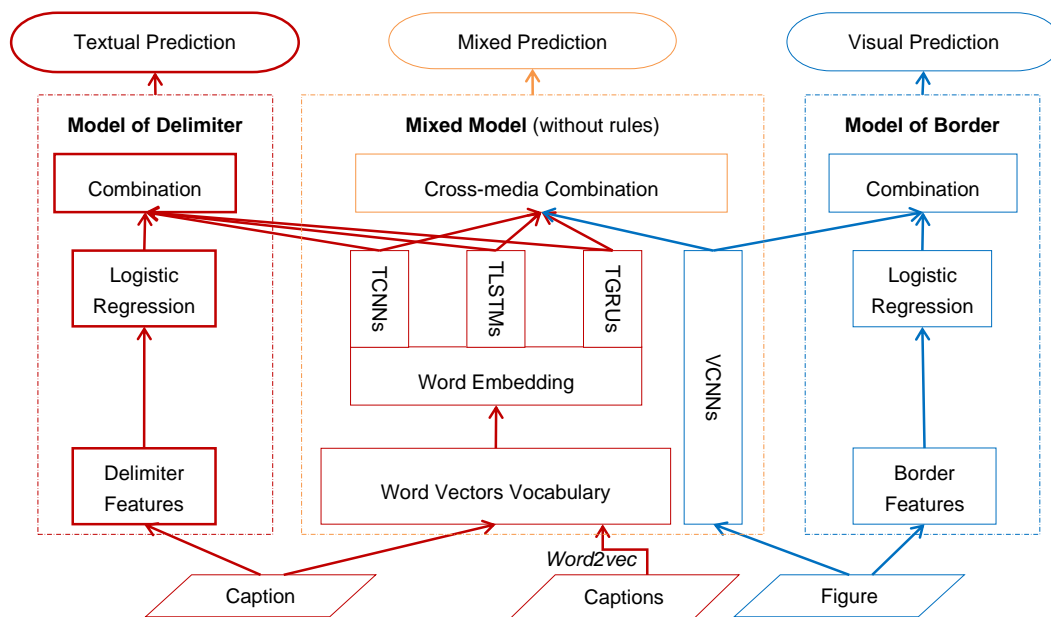 Textual Prediction
Mixed Prediction
Visual Prediction
Model of Delimiter
Mixed Model (without rules)
Model of Border
Combination
Cross-media Combination
Combination
Logistic
Regression
TCNNs
TLSTMs
TGRUs
VCNNs
Logistic
Regression
Word Embedding
Delimiter
Features
Word Vectors Vocabulary
Border
Features
Word2vec
Caption
Captions
Figure